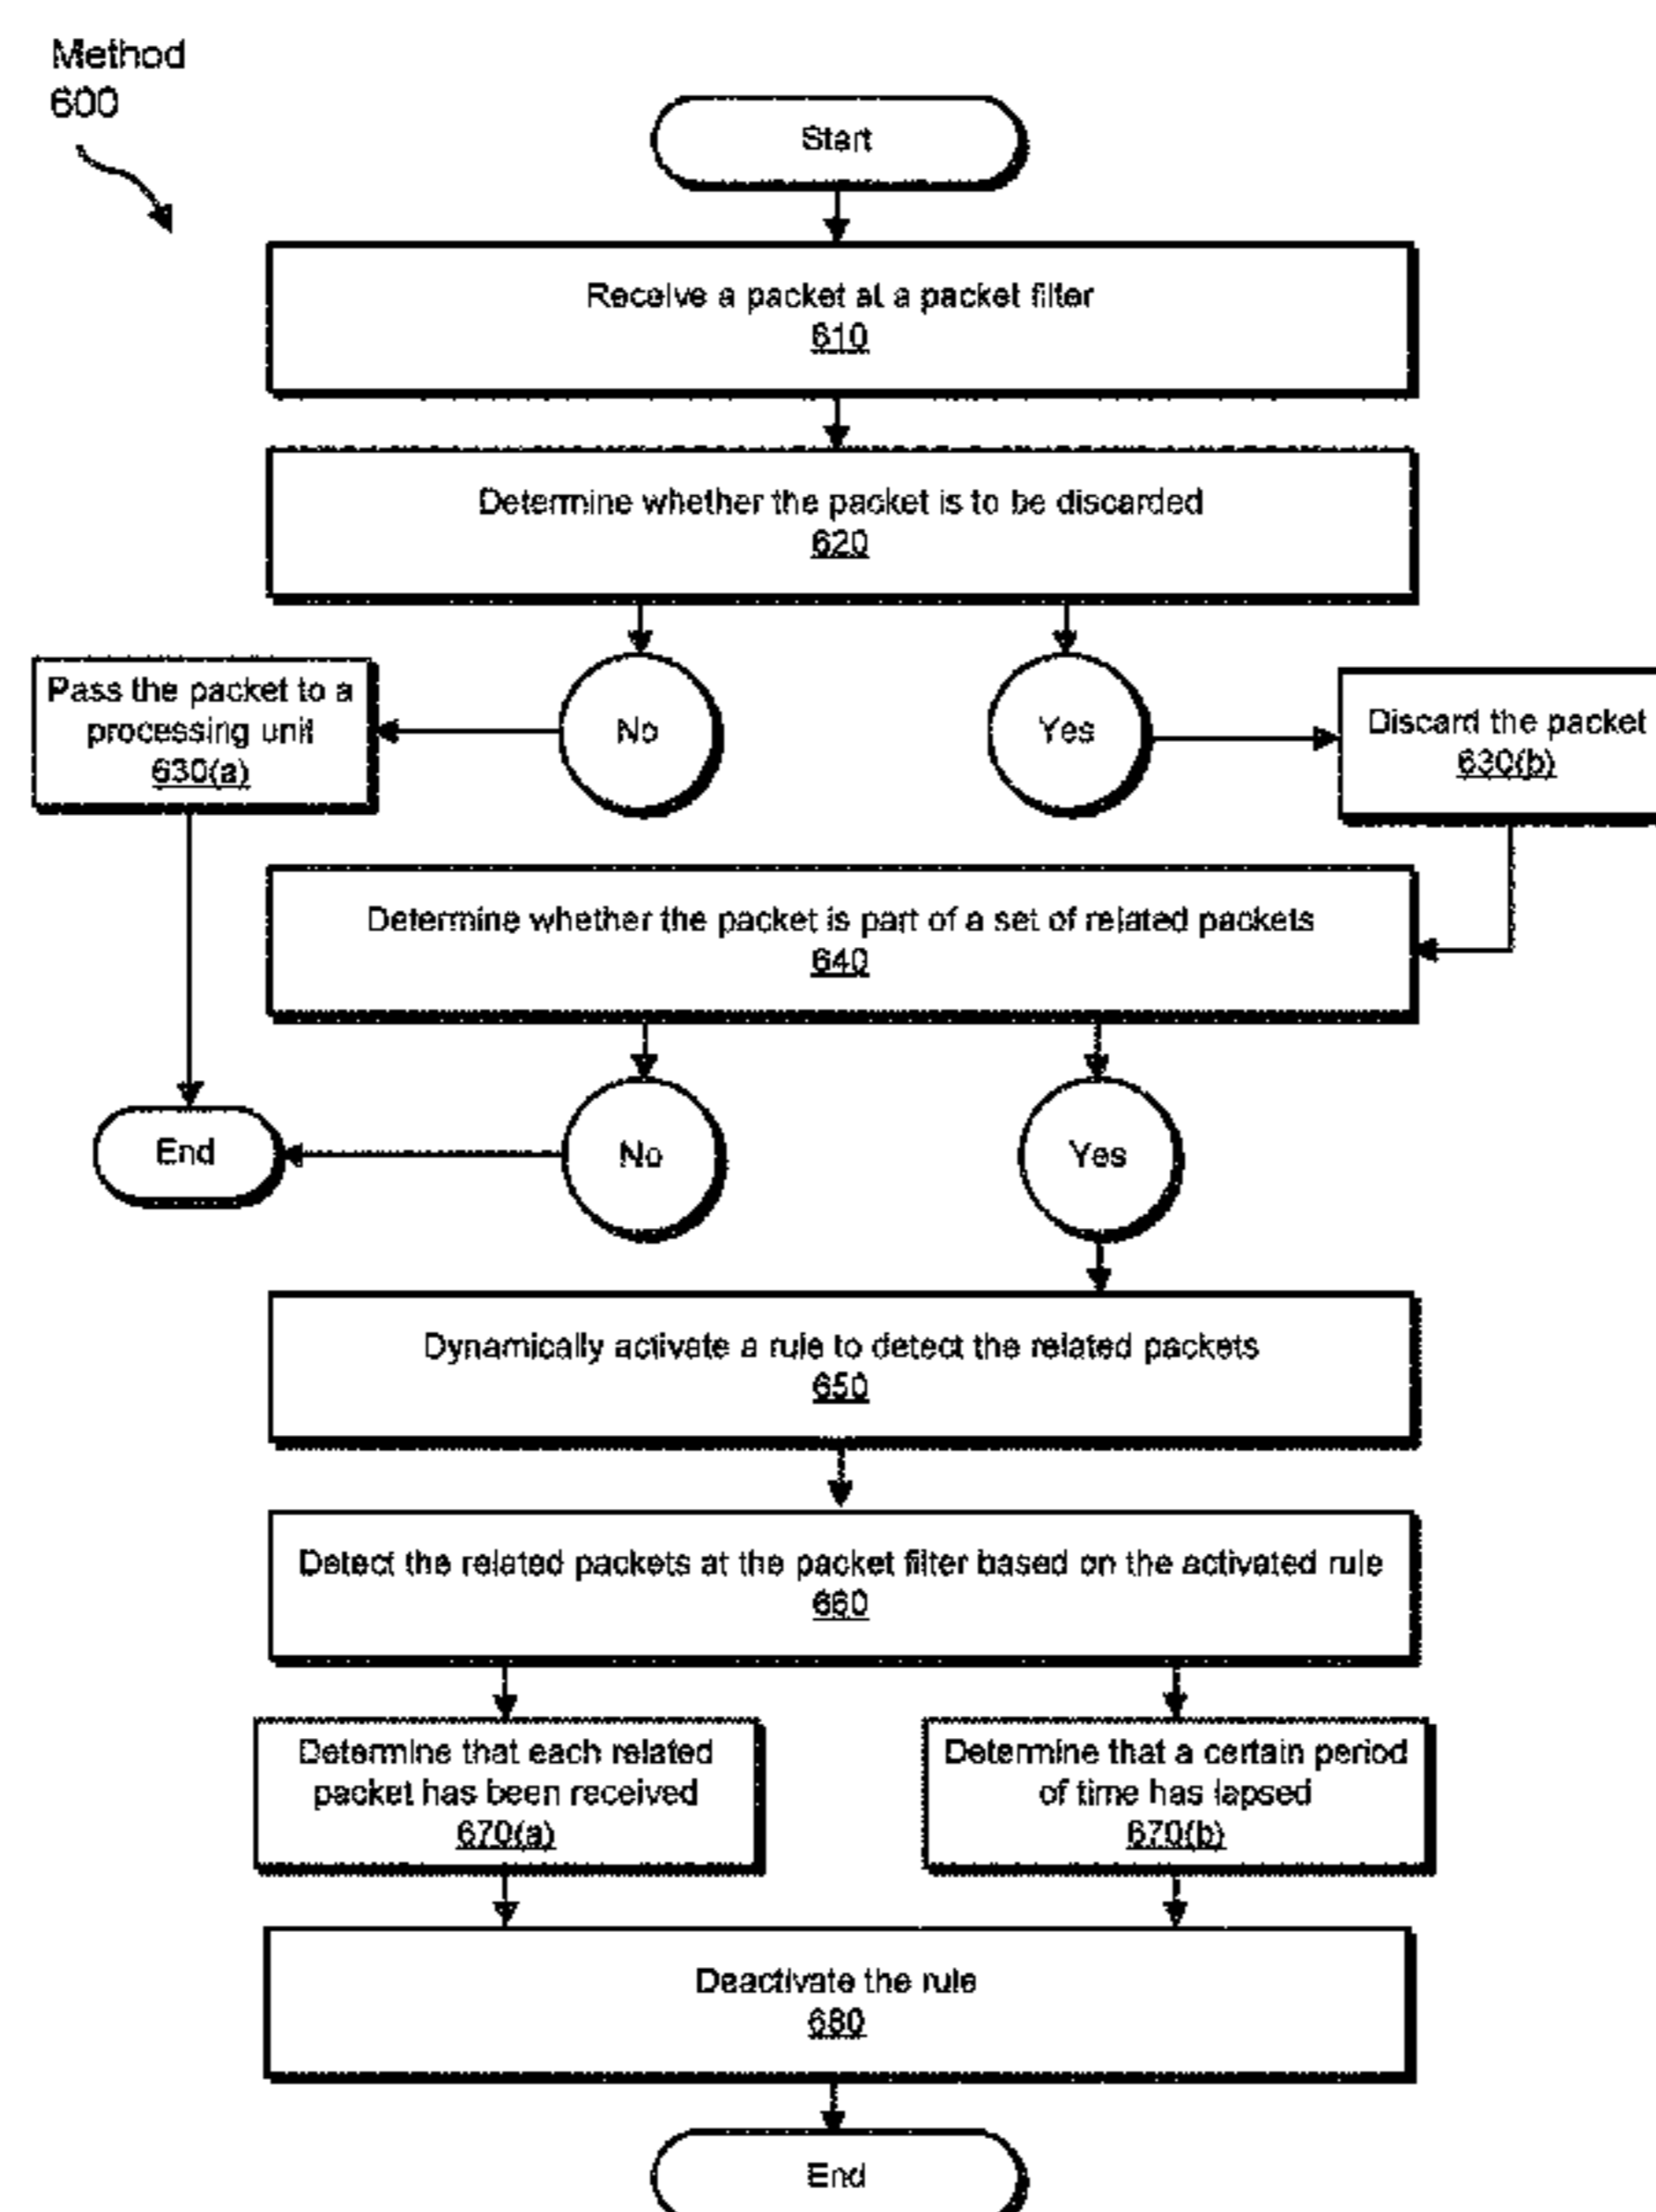 Method
600
Start
Receive a packet at a packet filter
610
Determine whether the packet is to be discarded
620
Pass the packet to a
processing unit
630(a)
No
Yes
Discard the packet
630(b)
Determine whether the packet is part of a set of related packets
640
End
No
Yes
Dynamically activate a rule to detect the related packets
650
Detect the related packets at the packet filter based on the activated rule
660
Determine that each related
packet has been received
670(a)
Determine that a certain period
of time has lapsed
670(b)
Deactivate the rule
680
End